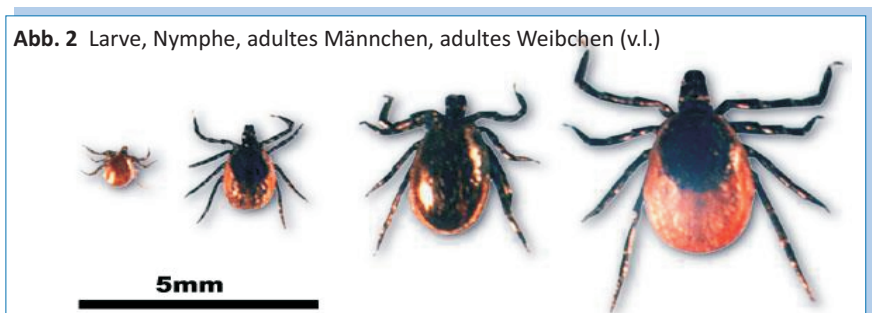 Abb. 2 Larve, Nymphe, adultes Männchen, adultes Weibchen (v.l.)
5mm